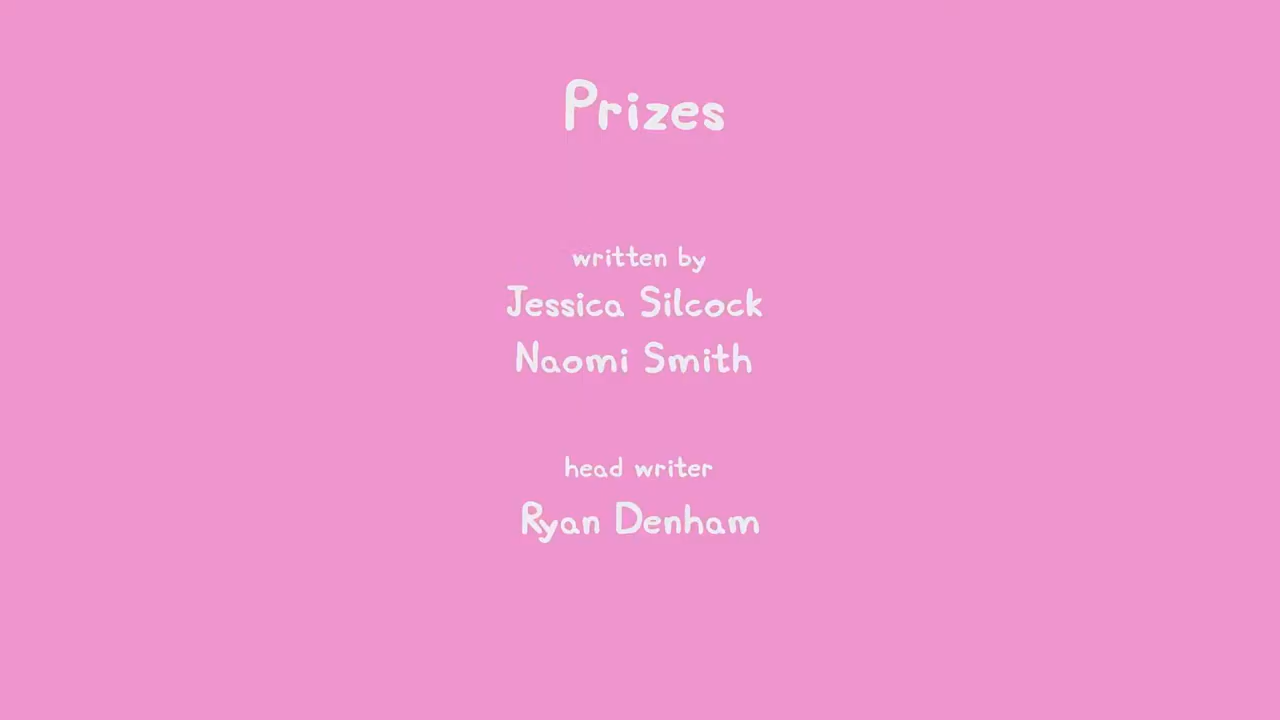 Prizes
written by
Jessica Silcock
Naomi Smith
head writer
Ryan Denham